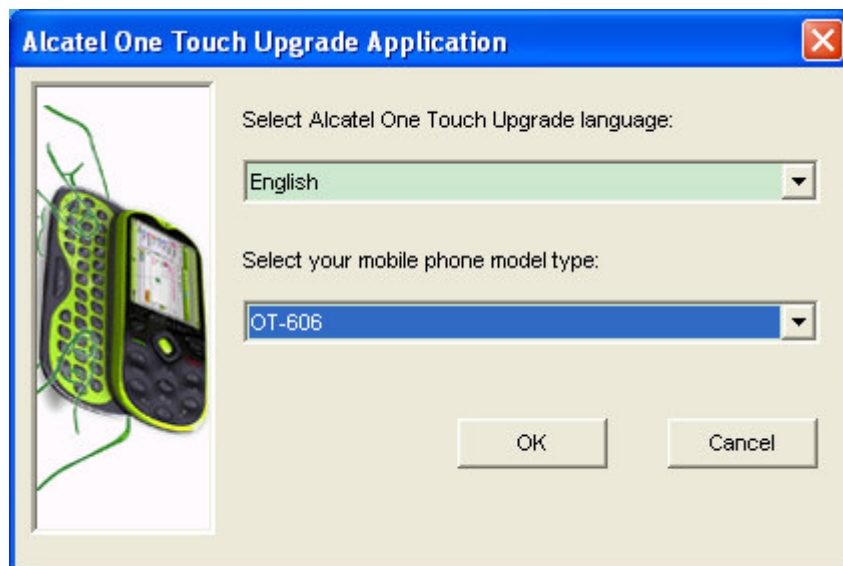 Alcatel One Touch Upgrade Application
Select Alcatel One Touch Upgrade language:
English
Select your mobile phone model type:
OT-606
OK
Cancel